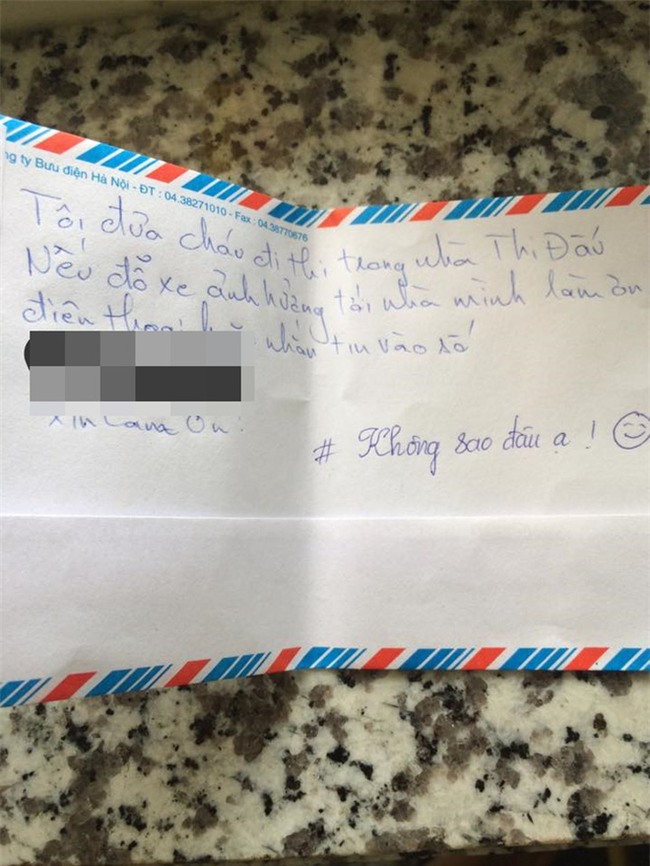 ng ty Bưu điện Hà Nội - ĐT : 04.38271010 - Fax : 04.38770676
Tôi đưa cháu đi thi trong nhà Thi Đấu
Nếu đỗ xe ảnh hưởng tới nhà mình làm ơn
điện thoại nhắn tin vào số
Xin Cảm Ơn!
# Không sao đâu ạ !